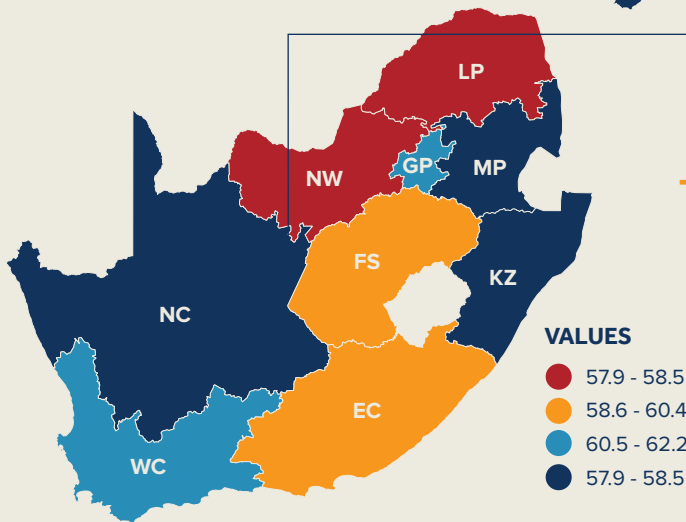 LP
GP
MP
NW
FS
KZ
NC
VALUES
57.9 - 58.5
58.6 - 60.4
EC
60.5 - 62.2
WC
57.9 - 58.5